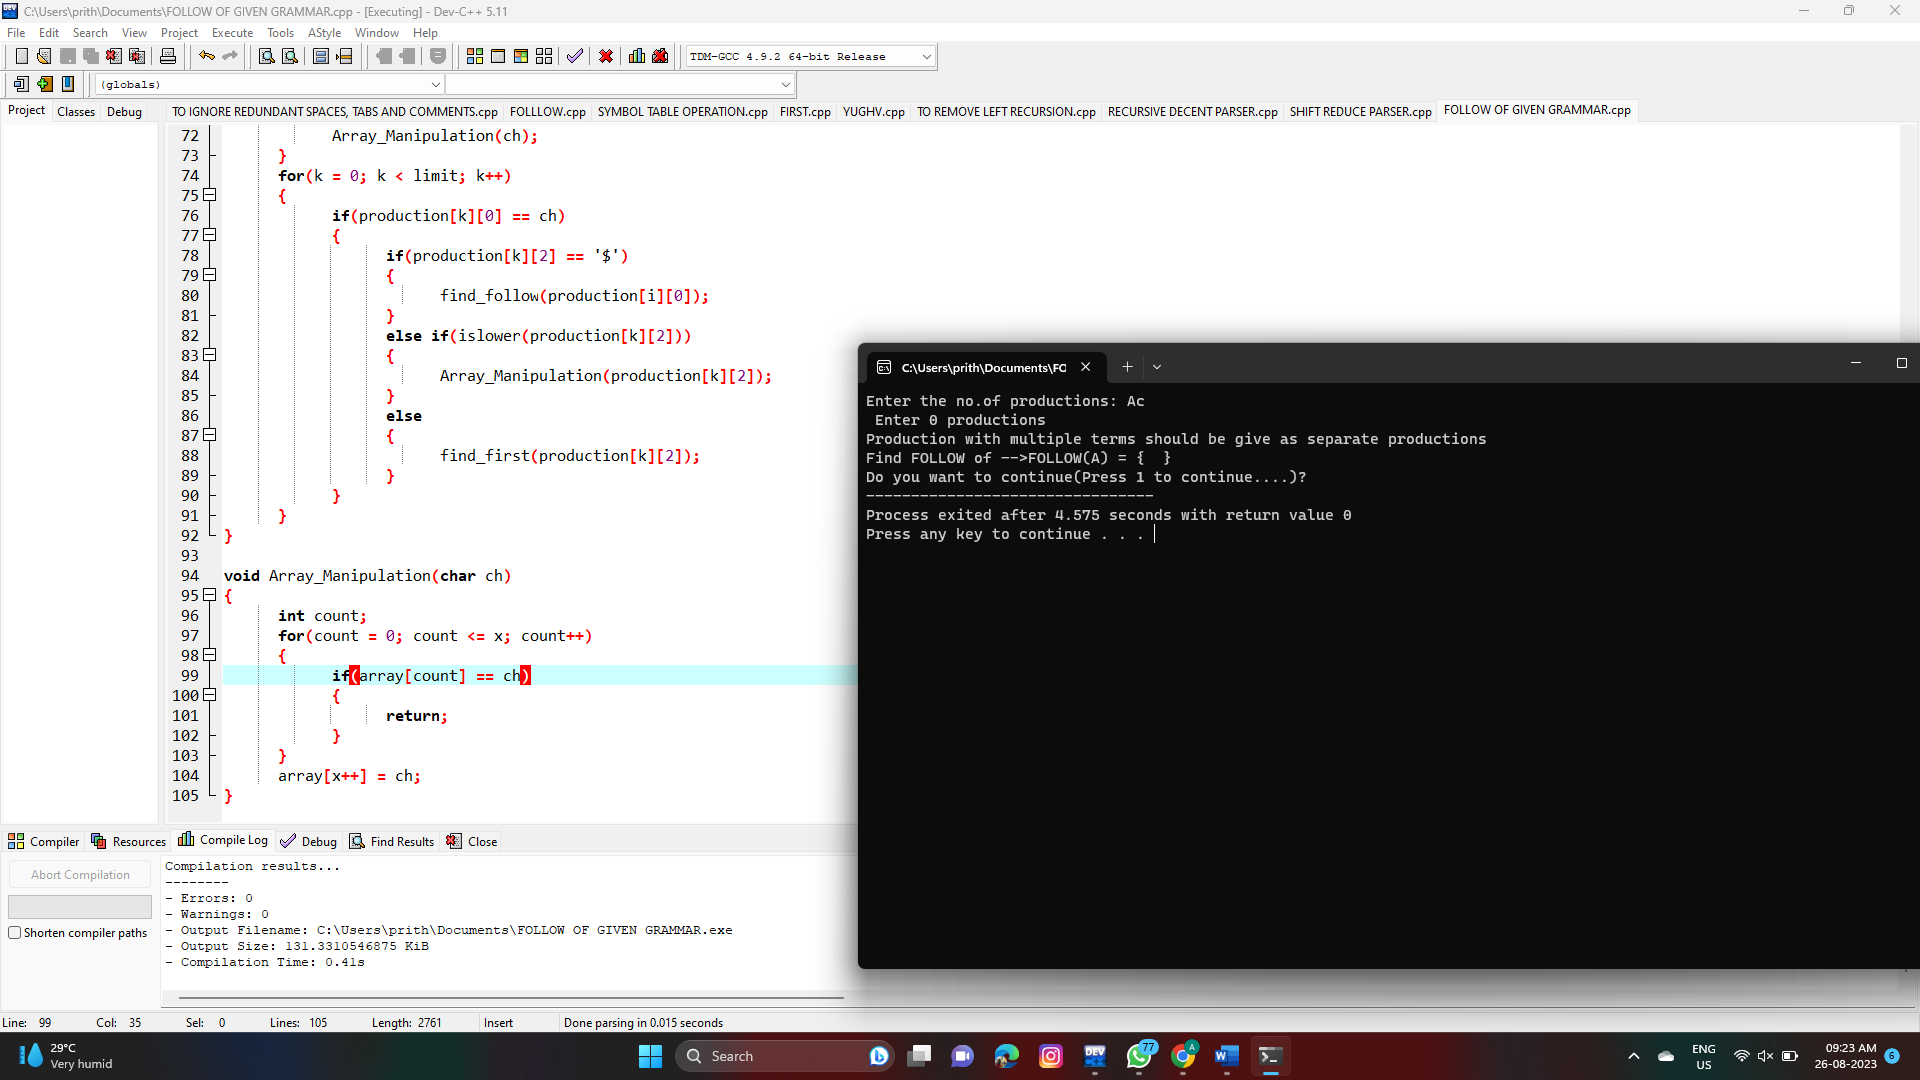 C:\Users\prith\Documents\FOLLOW OF GIVEN GRAMMAR.cpp - [Executing] - Dev-C++ 5.11
File Edit Search View Project Execute Tools AStyle Window Help
TDM-GCC 4.9.2 64-bit Release
(globals)
Project Classes Debug
TO IGNORE REDUNDANT SPACES, TABS AND COMMENTS.cpp FOLLLOW.cpp SYMBOL TABLE OPERATION.cpp FIRST.cpp YUGHV.cpp TO REMOVE LEFT RECURSION.cpp RECURSIVE DECENT PARSER.cpp SHIFT REDUCE PARSER.cpp FOLLOW OF GIVEN GRAMMAR.cpp
72 Array_Manipulation(ch);
73 }
74 for(k = 0; k < limit; k++)
75 {
76 if(production[k][0] == ch)
77 {
78 if(production[k][2] == '$')
79 {
80 find_follow(production[i][0]);
81 }
82 else if(islower(production[k][2]))
83 {
84 Array_Manipulation(production[k][2]);
85 }
86 else
87 {
88 find_first(production[k][2]);
89 }
90 }
91 }
92 }
93
94 void Array_Manipulation(char ch)
95 {
96 int count;
97 for(count = 0; count <= x; count++)
98 {
99 if(array[count] == ch)
100 {
101 return;
102 }
103 }
104 array[x++] = ch;
105 }
C:\Users\prith\Documents\FO
Enter the no.of productions: Ac
Enter 0 productions
Production with multiple terms should be give as separate productions
Find FOLLOW of -->FOLLOW(A) = {  }
Do you want to continue(Press 1 to continue....)?
--------------------------------
Process exited after 4.575 seconds with return value 0
Press any key to continue . . .
Compiler Resources Compile Log Debug Find Results Close
Abort Compilation
Shorten compiler paths
Compilation results...
--------
- Errors: 0
- Warnings: 0
- Output Filename: C:\Users\prith\Documents\FOLLOW OF GIVEN GRAMMAR.exe
- Output Size: 131.3310546875 KiB
- Compilation Time: 0.41s
Line: 99 Col: 35 Sel: 0 Lines: 105 Length: 2761 Insert Done parsing in 0.015 seconds
29°C
Very humid
Search
DEV
77
A
ENG
US
09:23 AM
26-08-2023
6